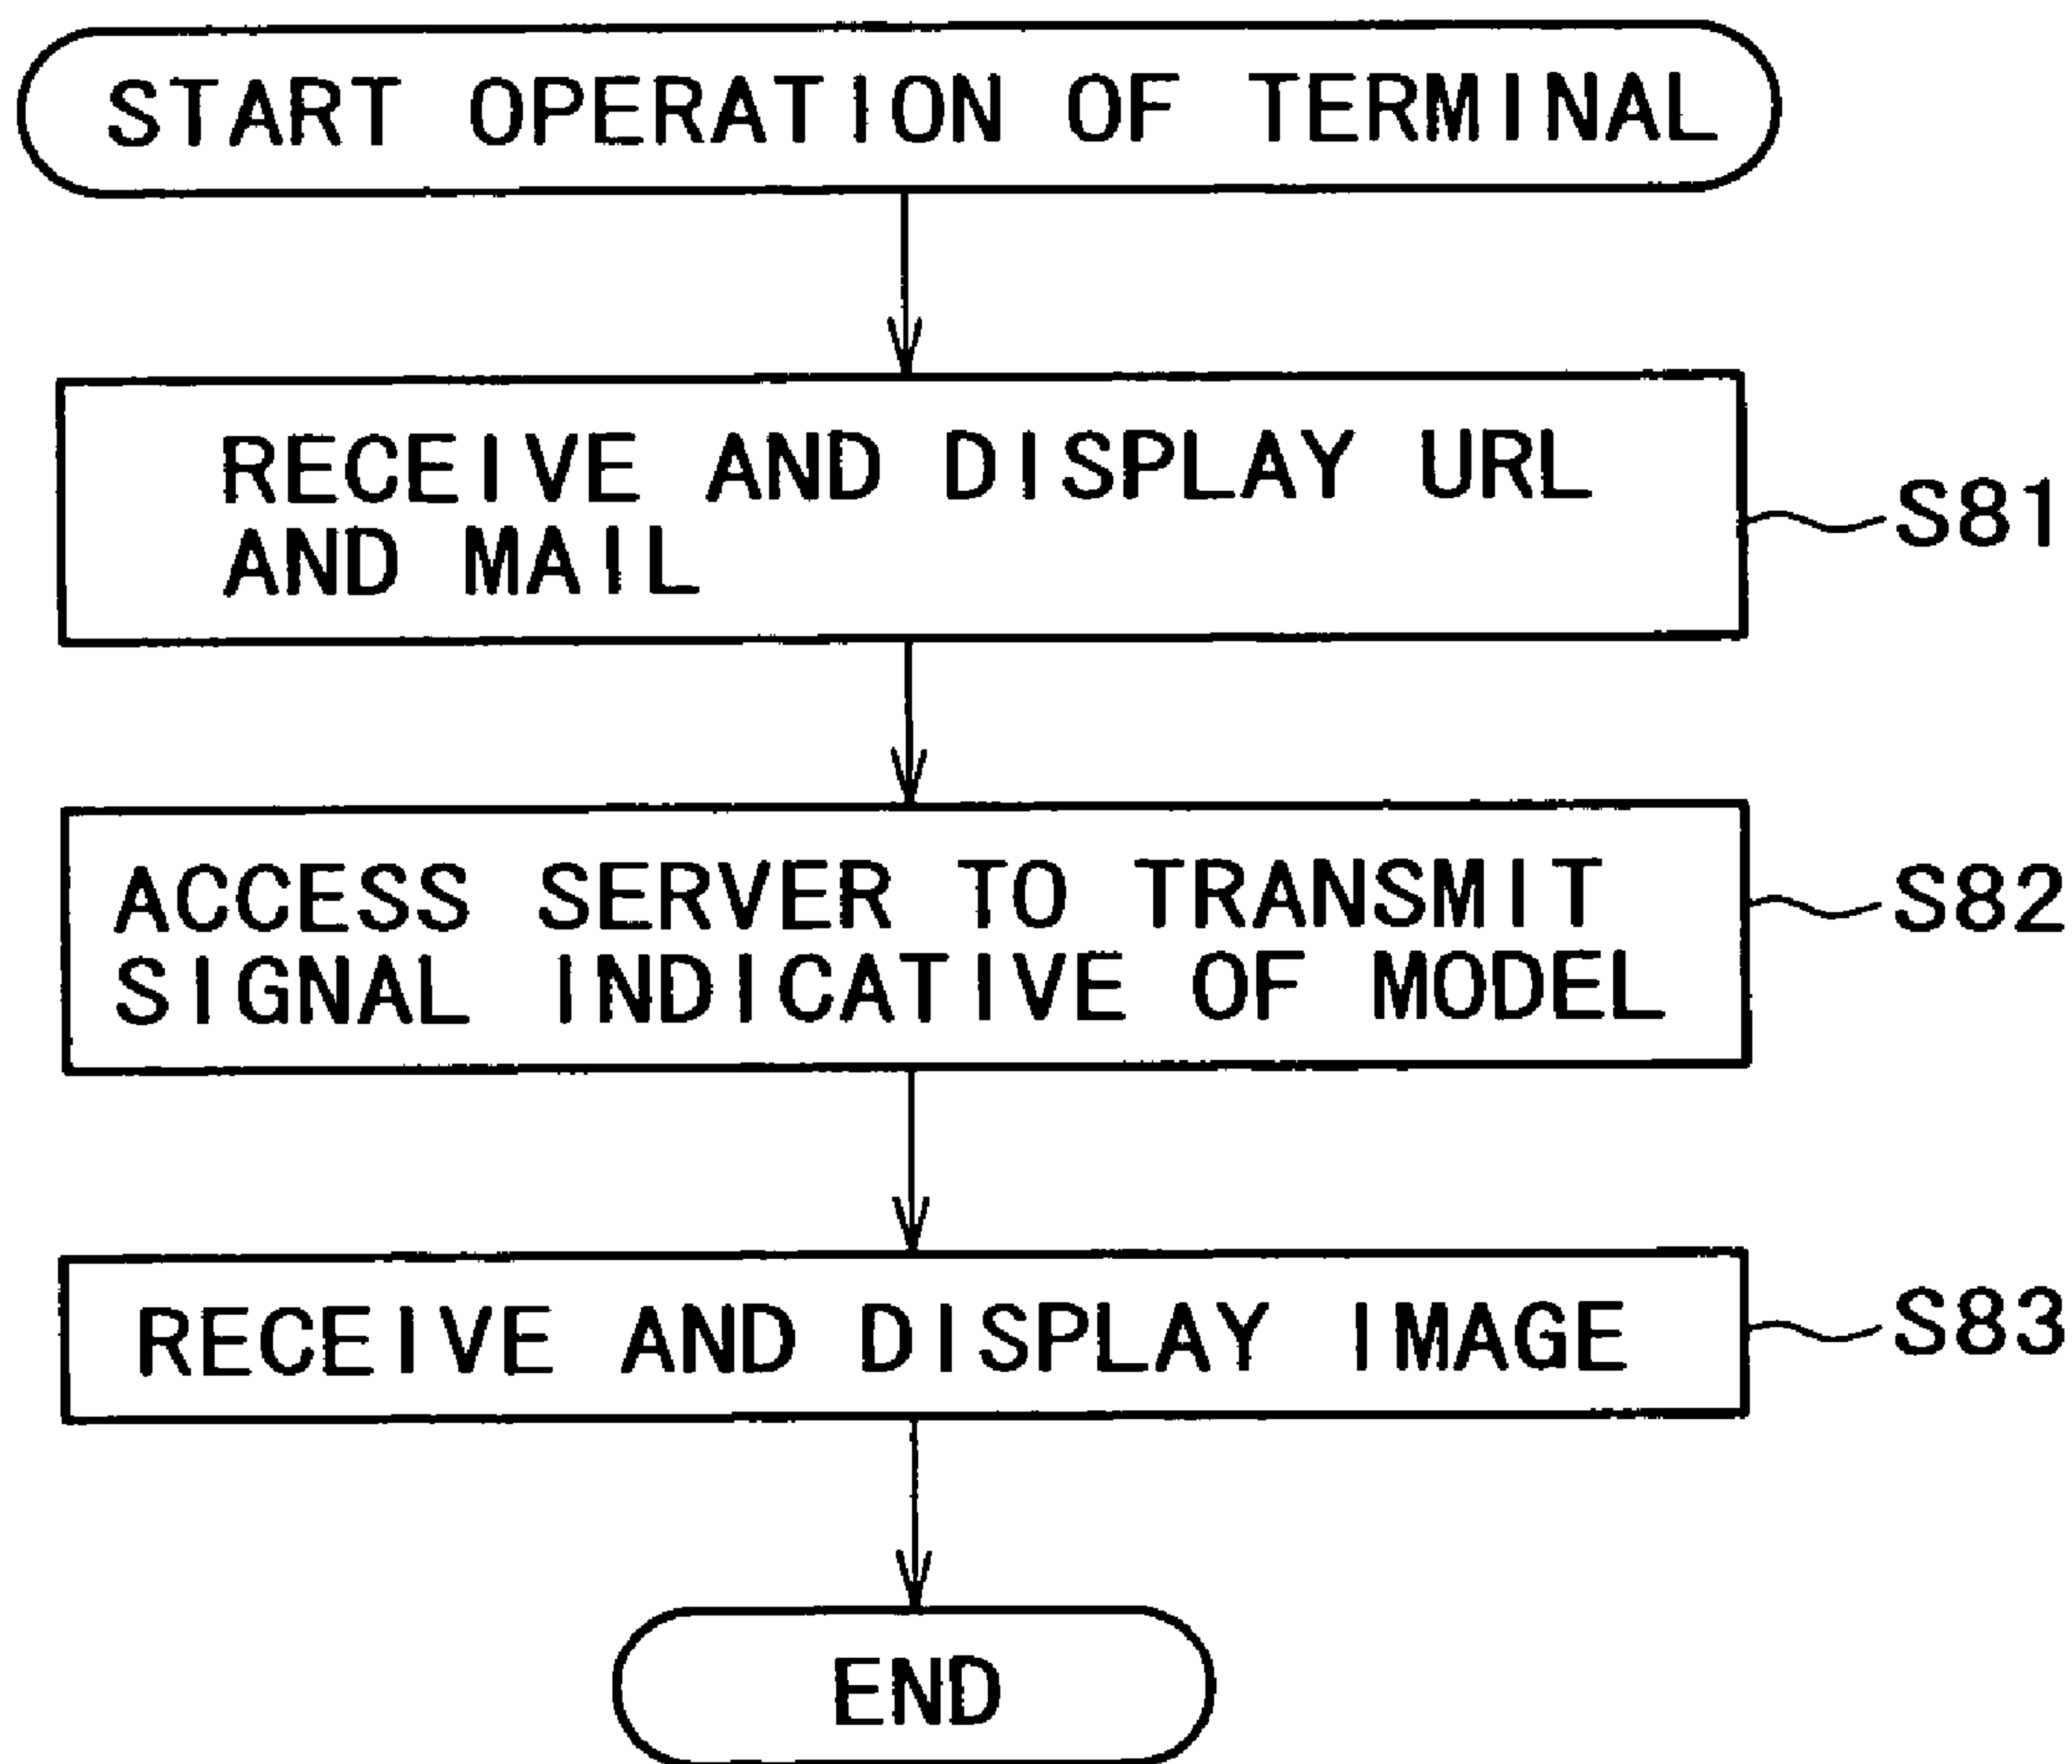 START OPERATION OF TERMINAL
RECEIVE AND DISPLAY URL
AND MAIL
S81
ACCESS SERVER TO TRANSMIT
SIGNAL INDICATIVE OF MODEL
S82
RECEIVE AND DISPLAY IMAGE
S83
END